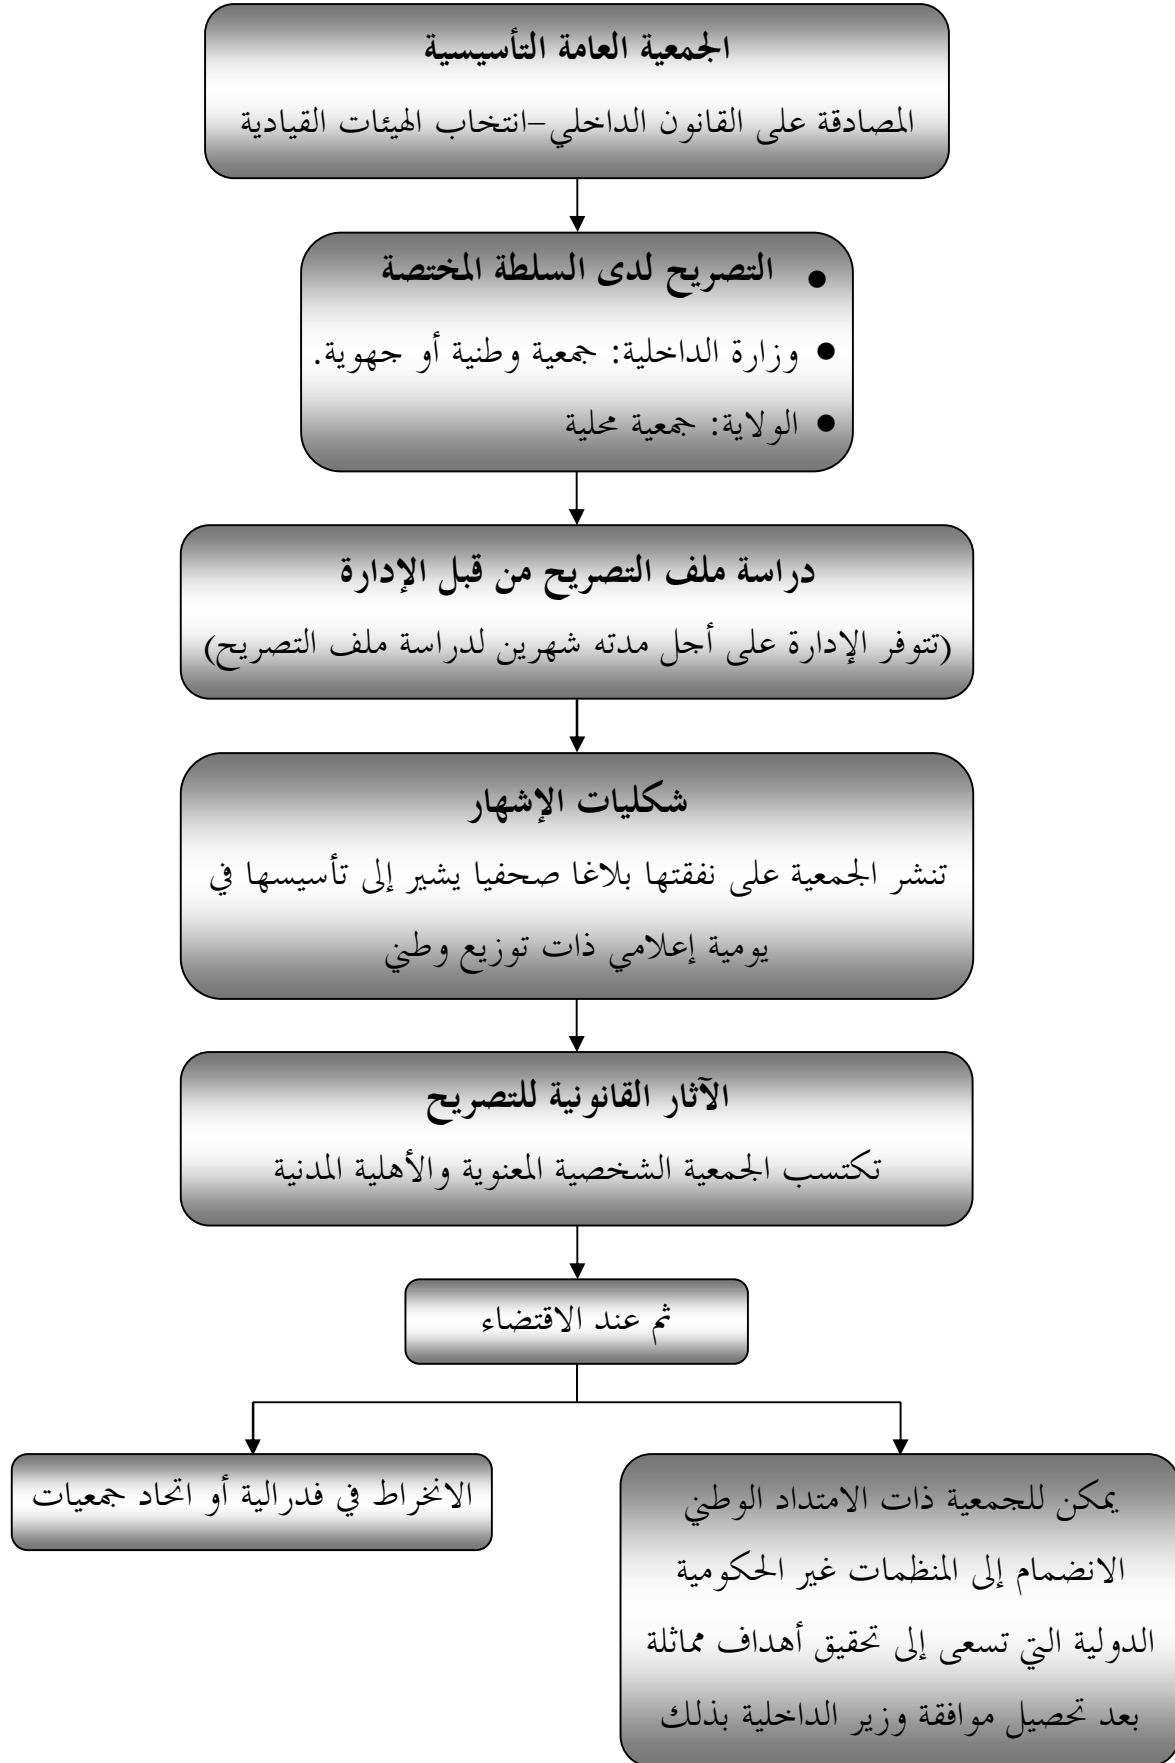 الجمعية العامة التأسيسية
المصادقة على القانون الداخلي–انتخاب الهيئات القيادية
● التصريح لدى السلطة المختصة
● وزارة الداخلية: جمعية وطنية أو جهوية.
● الولاية: جمعية محلية
دراسة ملف التصريح من قبل الإدارة
(تتوفر الإدارة على أجل مدته شهرين لدراسة ملف التصريح)
شكليات الإشهار
تنشر الجمعية على نفقتها بلاغا صحفيا يشير إلى تأسيسها في
يومية إعلامي ذات توزيع وطني
الآثار القانونية للتصريح
تكتسب الجمعية الشخصية المعنوية والأهلية المدنية
ثم عند الاقتضاء
يمكن للجمعية ذات الامتداد الوطني
الانضمام إلى المنظمات غير الحكومية
الدولية التي تسعى إلى تحقيق أهداف مماثلة
بعد تحصيل موافقة وزير الداخلية بذلك
الانخراط في فدرالية أو اتحاد جمعيات